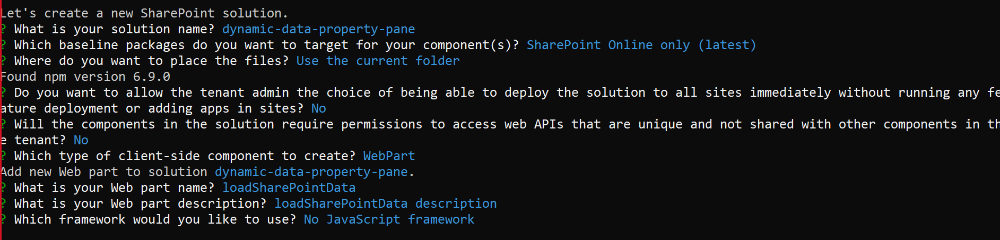 Let's create a new SharePoint solution.
? What is your solution name? dynamic-data-property-pane
? Which baseline packages do you want to target for your component(s)? SharePoint Online only (latest)
? Where do you want to place the files? Use the current folder
Found npm version 6.9.0
? Do you want to allow the tenant admin the choice of being able to deploy the solution to all sites immediately without running any fe
ature deployment or adding apps in sites? No
? Will the components in the solution require permissions to access web APIs that are unique and not shared with other components in th
e tenant? No
? Which type of client-side component to create? WebPart
Add new Web part to solution dynamic-data-property-pane.
? What is your Web part name? loadSharePointData
? What is your Web part description? loadSharePointData description
? Which framework would you like to use? No JavaScript framework